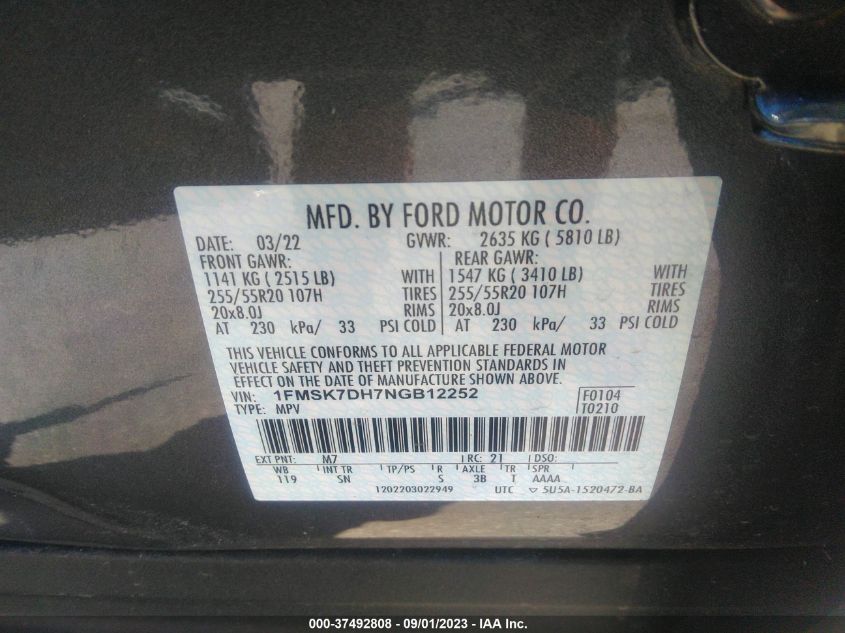 MFD. BY FORD MOTOR CO.
DATE: 03/22 GVWR: 2635 KG ( 5810 LB)
FRONT GAWR: REAR GAWR:
1141 KG ( 2515 LB) WITH 1547 KG ( 3410 LB) WITH
255/55R20 107H TIRES 255/55R20 107H TIRES
20x8.0J RIMS 20x8.0J RIMS
AT 230 kPa/ 33 PSI COLD AT 230 kPa/ 33 PSI COLD
THIS VEHICLE CONFORMS TO ALL APPLICABLE FEDERAL MOTOR
VEHICLE SAFETY AND THEFT PREVENTION STANDARDS IN
EFFECT ON THE DATE OF MANUFACTURE SHOWN ABOVE.
VIN: 1FMSK7DH7NGB12252 F0104
TYPE: MPV T0210
EXT PNT: M7 RC: 21 DSO:
WB INT TR TP/PS R AXLE TR SPR
119 SN S 3B T AAAA
1202203022949 UTC ▽ 5U5A-1520472-BA
000-37492808 - 09/01/2023 - IAA Inc.